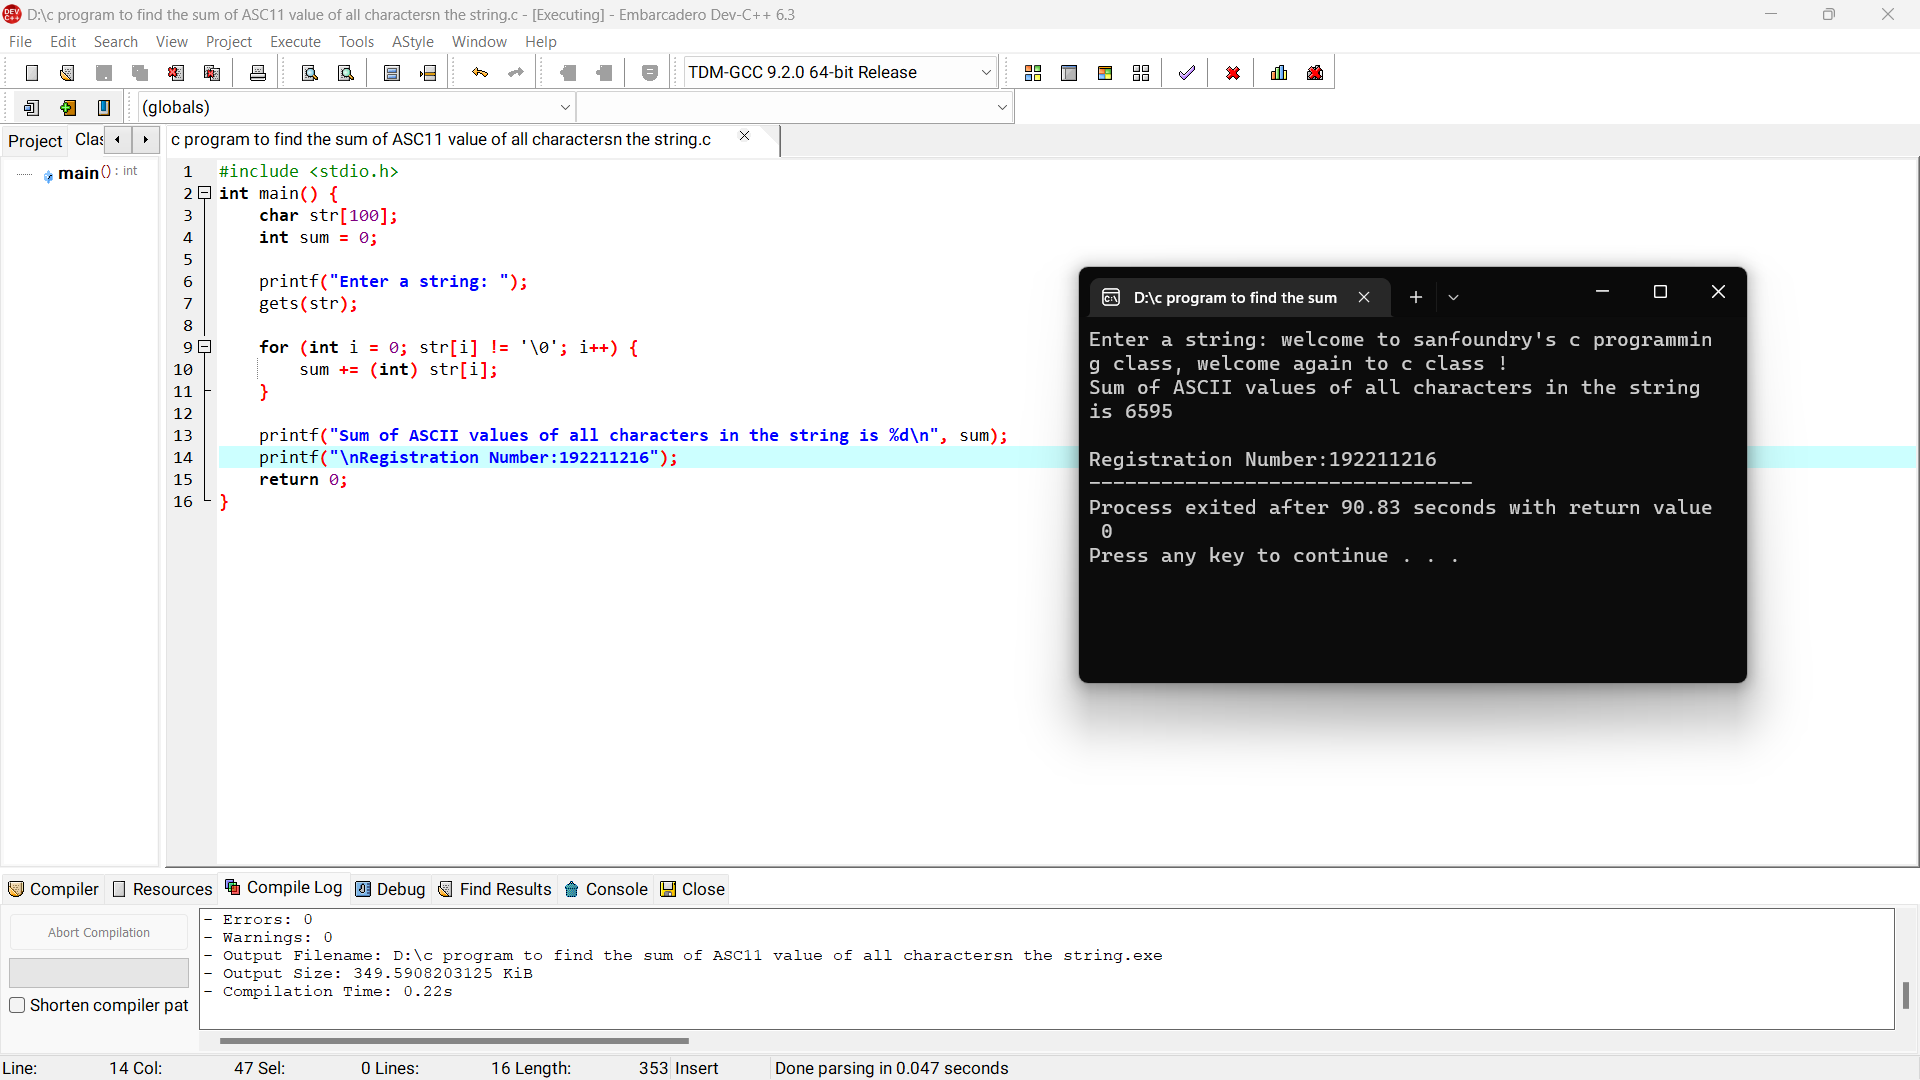 D:\c program to find the sum of ASC11 value of all charactersn the string.c - [Executing] - Embarcadero Dev-C++ 6.3
File Edit Search View Project Execute Tools AStyle Window Help
TDM-GCC 9.2.0 64-bit Release
(globals)
Project Clas c program to find the sum of ASC11 value of all charactersn the string.c
main() : int
1 #include <stdio.h>
2 int main() {
3 char str[100];
4 int sum = 0;
5
6 printf("Enter a string: ");
7 gets(str);
8
9 for (int i = 0; str[i] != '\0'; i++) {
10 sum += (int) str[i];
11 }
12
13 printf("Sum of ASCII values of all characters in the string is %d\n", sum);
14 printf("\nRegistration Number:192211216");
15 return 0;
16 }
D:\c program to find the sum
Enter a string: welcome to sanfoundry's c programmin
g class, welcome again to c class !
Sum of ASCII values of all characters in the string
is 6595
Registration Number:192211216
--------------------------------
Process exited after 90.83 seconds with return value
0
Press any key to continue . . .
Compiler Resources Compile Log Debug Find Results Console Close
Abort Compilation
Shorten compiler pat
- Errors: 0
- Warnings: 0
- Output Filename: D:\c program to find the sum of ASC11 value of all charactersn the string.exe
- Output Size: 349.5908203125 KiB
- Compilation Time: 0.22s
Line: 14 Col: 47 Sel: 0 Lines: 16 Length: 353 Insert Done parsing in 0.047 seconds